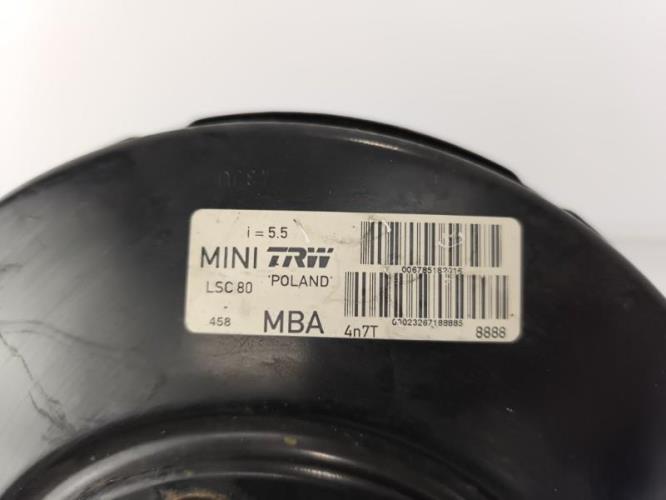 i = 5.5
MINI TRW
LSC 80 "POLAND"
458 MBA 4n7T 8888